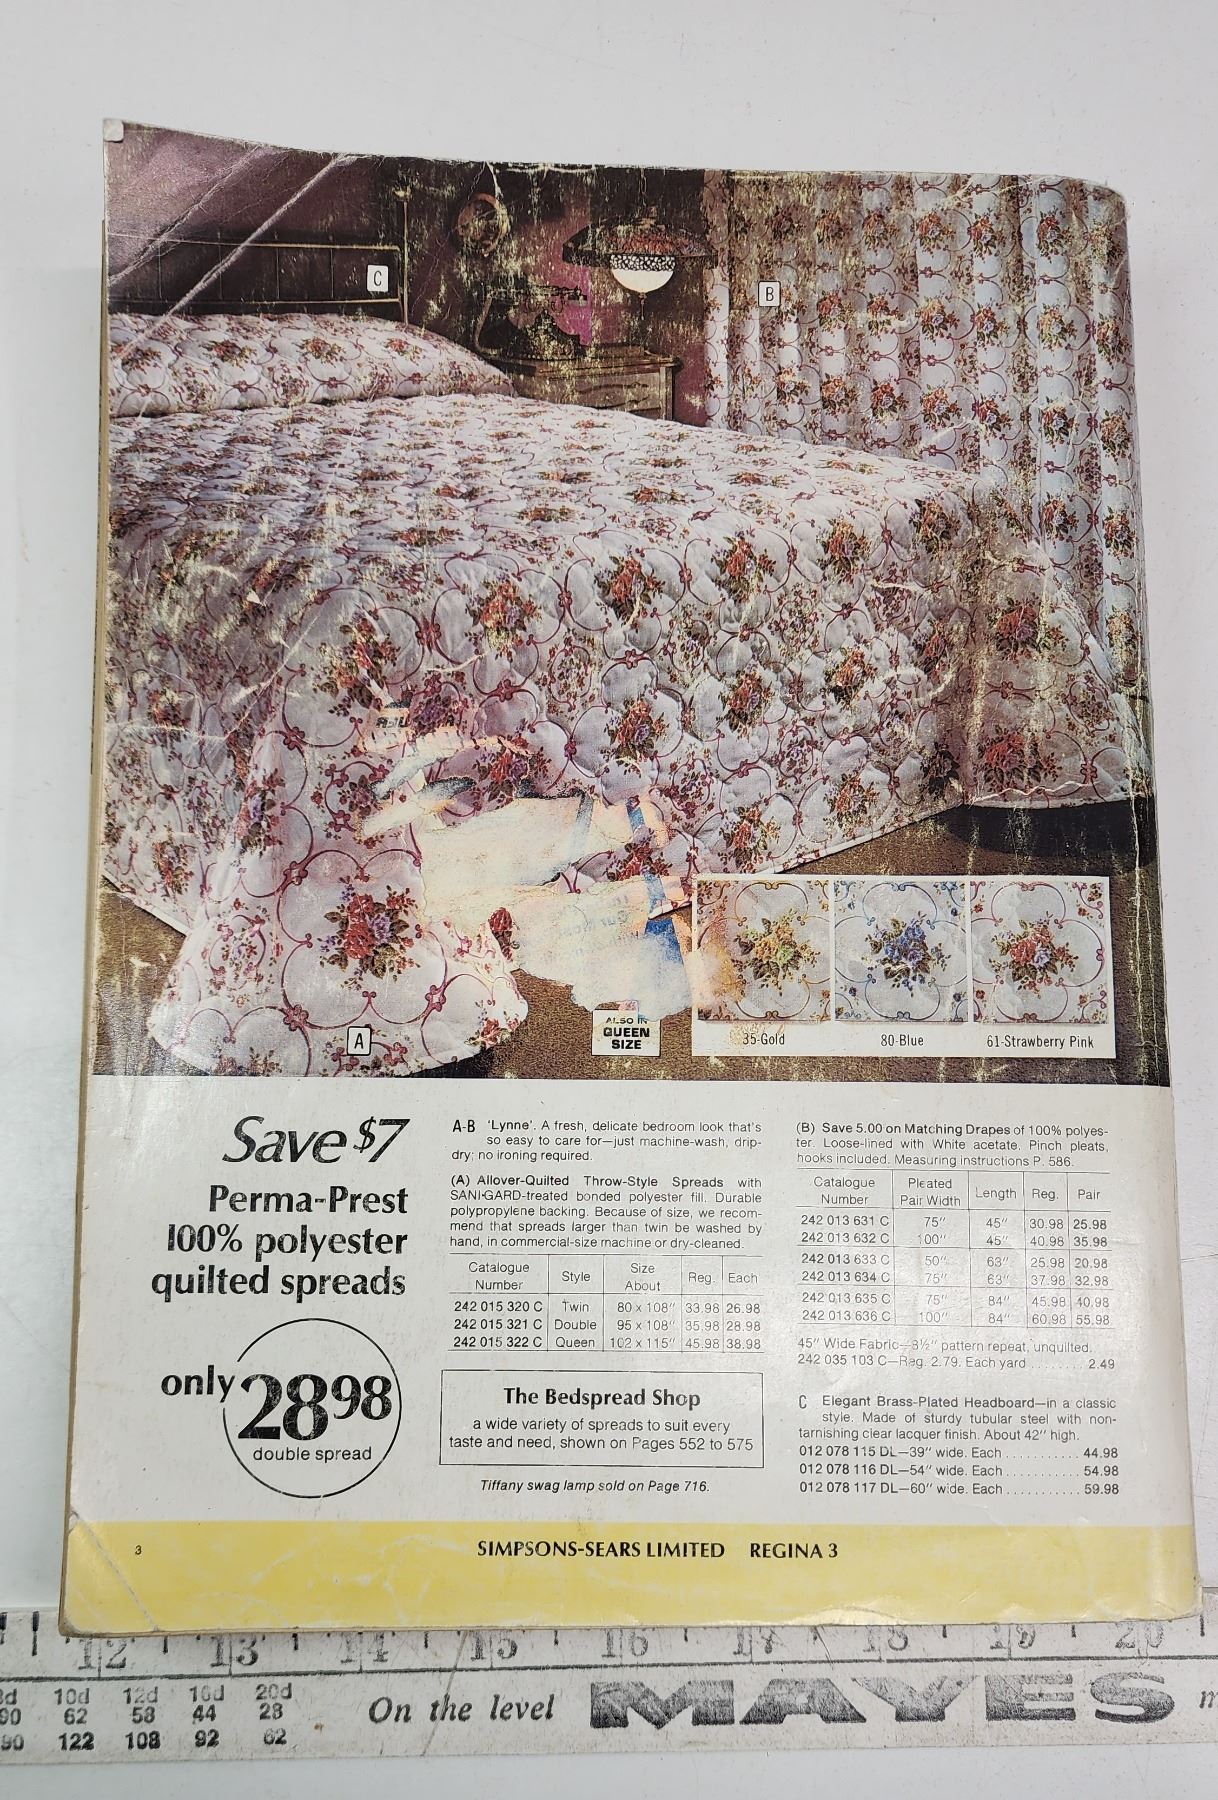 C
B
A
ALSO IN
QUEEN
SIZE
35-Gold
80-Blue
61-Strawberry Pink
Save $7
Perma-Prest
100% polyester
quilted spreads
only 28 98
double spread
A-B 'Lynne'. A fresh, delicate bedroom look that's
so easy to care for—just machine-wash, drip-
dry; no ironing required.
(A) Allover-Quilted Throw-Style Spreads with
SANI-GARD-treated bonded polyester fill. Durable
polypropylene backing. Because of size, we recom-
mend that spreads larger than twin be washed by
hand, in commercial-size machine or dry-cleaned.
Catalogue Number Style Size About Reg. Each
242 015 320 C Twin 80 x 108" 33.98 26.98
242 015 321 C Double 95 x 108" 35.98 28.98
242 015 322 C Queen 102 x 115" 45.98 38.98
The Bedspread Shop
a wide variety of spreads to suit every
taste and need, shown on Pages 552 to 575
Tiffany swag lamp sold on Page 716.
(B) Save 5.00 on Matching Drapes of 100% polyes-
ter. Loose-lined with White acetate. Pinch pleats,
hooks included. Measuring instructions P. 586.
Catalogue Number Pleated Pair Width Length Reg. Pair
242 013 631 C 75" 45" 30.98 25.98
242 013 632 C 100" 45" 40.98 35.98
242 013 633 C 50" 63" 25.98 20.98
242 013 634 C 75" 63" 37.98 32.98
242 013 635 C 75" 84" 45.98 40.98
242 013 636 C 100" 84" 60.98 55.98
45" Wide Fabric—8½" pattern repeat, unquilted.
242 035 103 C—Reg. 2.79. Each yard ........ 2.49
C Elegant Brass-Plated Headboard—in a classic
style. Made of sturdy tubular steel with non-
tarnishing clear lacquer finish. About 42" high.
012 078 115 DL—39" wide. Each ........... 44.98
012 078 116 DL—54" wide. Each ........... 54.98
012 078 117 DL—60" wide. Each ........... 59.98
3
SIMPSONS-SEARS LIMITED REGINA 3
12 13 14 15 16 17 18 19 20
10d 12d 16d 20d
90 62 58 44 28
90 122 108 92 62
On the level MAYES